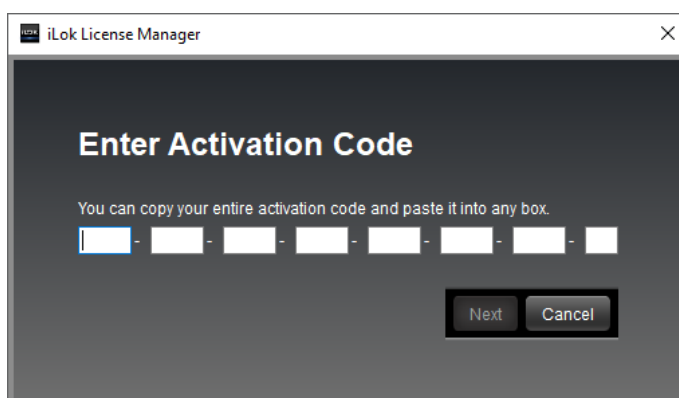 iLok License Manager
Enter Activation Code
You can copy your entire activation code and paste it into any box.
- - - - - - -
Next Cancel